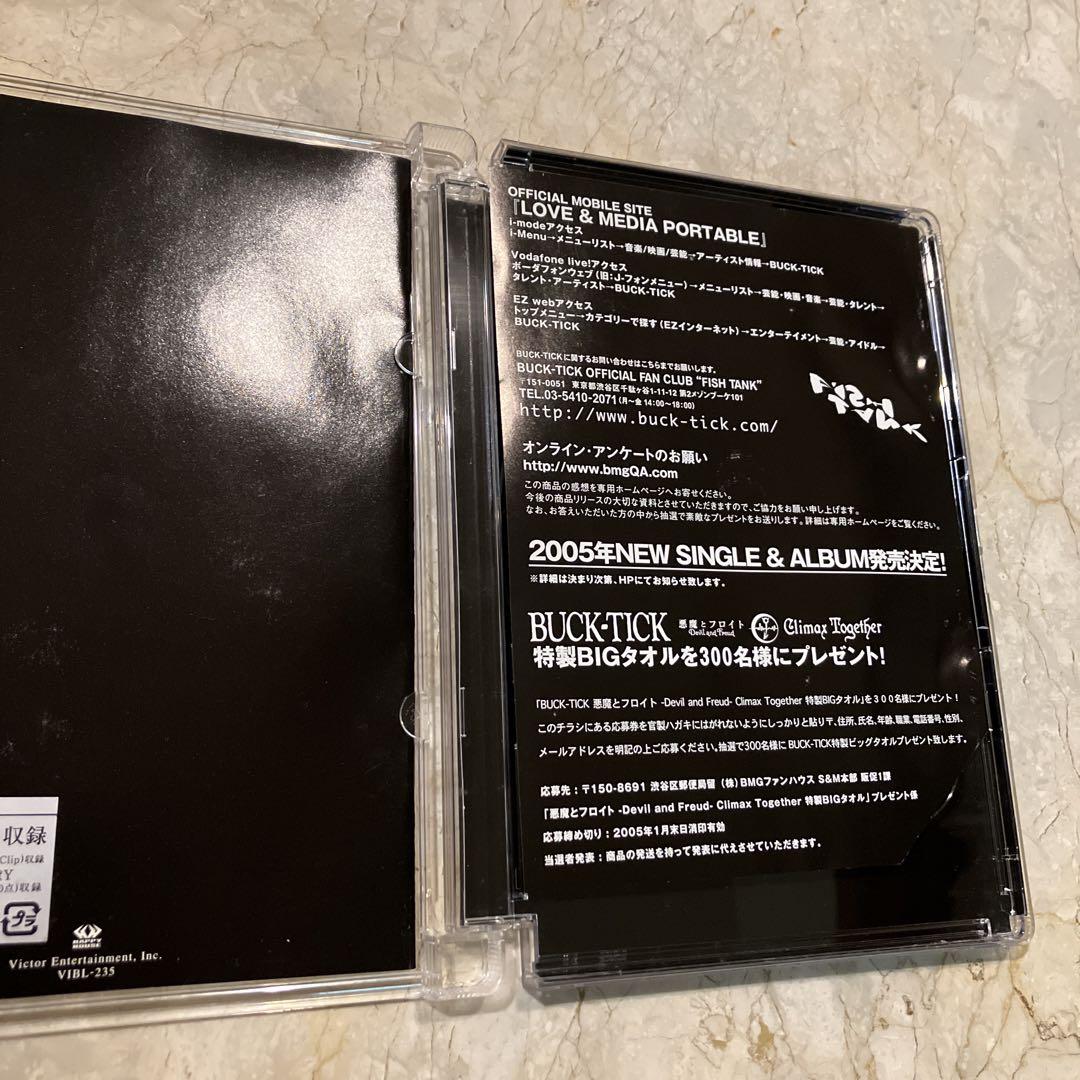 収録
Clip)収録
RY
0点)収録
プラ
HAPPY
HOUSE
Victor Entertainment, Inc.
VIBL-235
OFFICIAL MOBILE SITE
『LOVE & MEDIA PORTABLE』
i-modeアクセス
i-Menu→メニューリスト→音楽/映画/芸能→アーティスト情報→BUCK-TICK
Vodafone live!アクセス
ボーダフォンウェブ(旧:J-フォンメニュー)→メニューリスト→芸能・映画・音楽→芸能・タレント→
タレント・アーティスト→BUCK-TICK
EZ webアクセス
トップメニュー→カテゴリーで探す(EZインターネット)→エンターテイメント→芸能・アイドル→
BUCK-TICK
BUCK-TICKに関するお問い合わせはこちらまでお願いします。
BUCK-TICK OFFICIAL FAN CLUB "FISH TANK"
〒151-0051 東京都渋谷区千駄ヶ谷1-11-12 第2メゾンブーケ101
TEL.03-5410-2071(月〜金 14:00〜18:00)
http://www.buck-tick.com/
FISH
TANK
オンライン・アンケートのお願い
http://www.bmgQA.com
この商品の感想を専用ホームページへお寄せください。
今後の商品リリースの大切な資料とさせていただきますので、ご協力をお願い申し上げます。
なお、お答えいただいた方の中から抽選で素敵なプレゼントをお送りします。詳細は専用ホームページをご覧ください。
2005年NEW SINGLE & ALBUM発売決定!
※詳細は決まり次第、HPにてお知らせ致します。
BUCK-TICK 悪魔とフロイト Devil and Freud Climax Together
特製BIGタオルを300名様にプレゼント!
「BUCK-TICK 悪魔とフロイト -Devil and Freud- Climax Together 特製BIGタオル」を300名様にプレゼント!
このチラシにある応募券を官製ハガキにはがれないようにしっかりと貼り〒、住所、氏名、年齢、職業、電話番号、性別、
メールアドレスを明記の上ご応募ください。抽選で300名様に BUCK-TICK特製ビッグタオルプレゼント致します。
応募先:〒150-8691 渋谷区郵便局留 (株)BMGファンハウス S&M本部 販促1課
「悪魔とフロイト -Devil and Freud- Climax Together 特製BIGタオル」プレゼント係
応募締め切り:2005年1月末日消印有効
当選者発表:商品の発送を持って発表に代えさせていただきます。